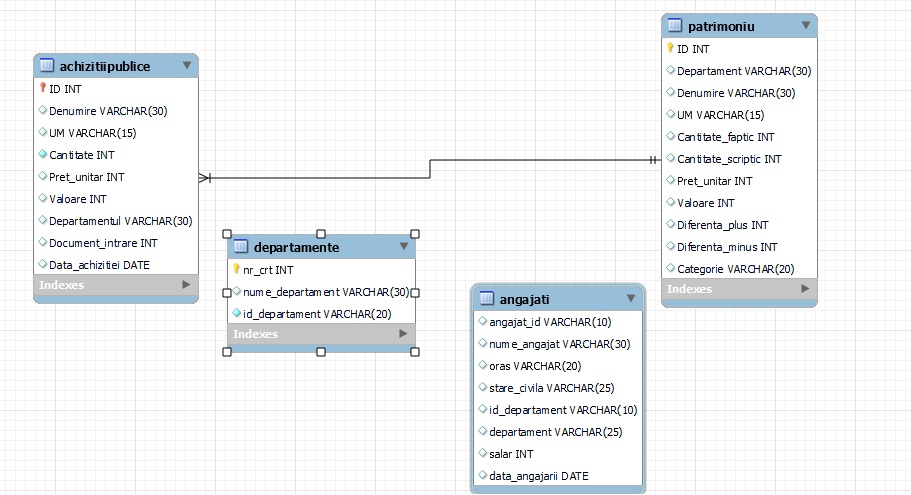 achizitiipublice
ID INT
Denumire VARCHAR(30)
UM VARCHAR(15)
Cantitate INT
Pret_unitar INT
Valoare INT
Departamentul VARCHAR(30)
Document_intrare INT
Data_achizitiei DATE
Indexes
departamente
nr_crt INT
nume_departament VARCHAR(30)
id_departament VARCHAR(20)
Indexes
angajati
angajat_id VARCHAR(10)
nume_angajat VARCHAR(30)
oras VARCHAR(20)
stare_civila VARCHAR(25)
id_departament VARCHAR(10)
departament VARCHAR(25)
salar INT
data_angajarii DATE
patrimoniu
ID INT
Departament VARCHAR(30)
Denumire VARCHAR(30)
UM VARCHAR(15)
Cantitate_faptic INT
Cantitate_scriptic INT
Pret_unitar INT
Valoare INT
Diferenta_plus INT
Diferenta_minus INT
Categorie VARCHAR(20)
Indexes